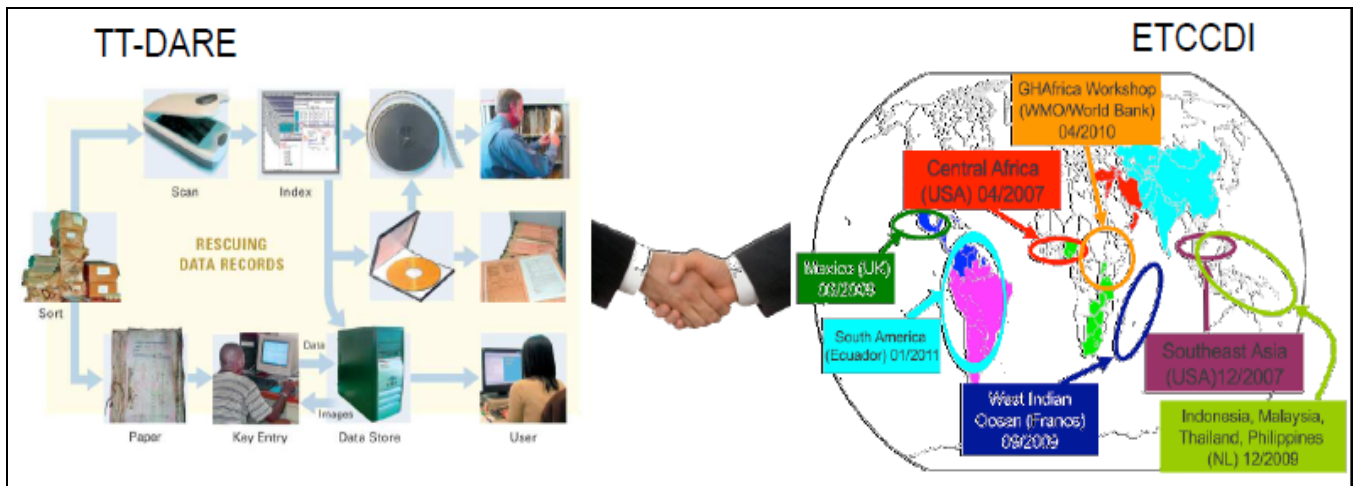 TT-DARE
Scan
Index
RESCUING
DATA RECORDS
Sort
Data
Images
Paper
Key Entry
Data Store
User
ETCCDI
GHAfrica Workshop
(WMO/World Bank)
04/2010
Central Africa
(USA) 04/2007
Mexico (UK)
03/2009
South America
(Ecuador) 01/2011
West Indian
Ocean (France)
09/2009
Southeast Asia
(USA)12/2007
Indonesia, Malaysia,
Thailand, Philippines
(NL) 12/2009